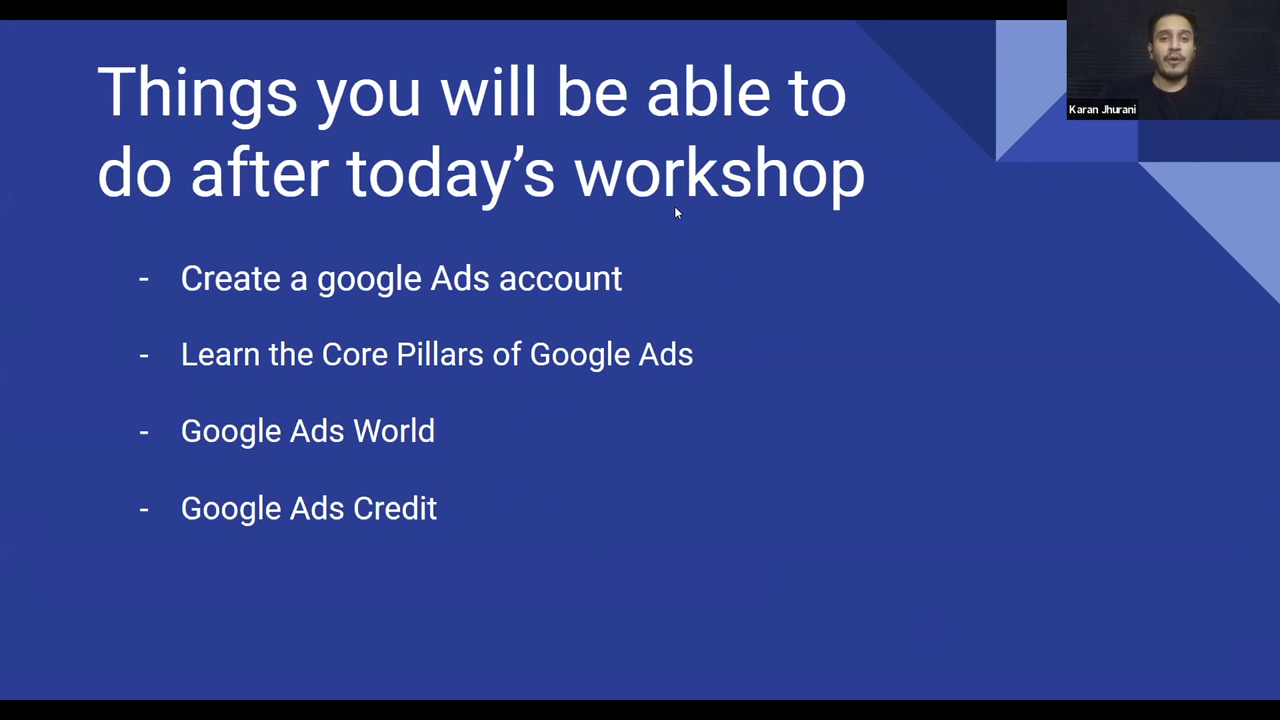 Things you will be able to
do after today’s workshop
Karan Jhurani
- Create a google Ads account
- Learn the Core Pillars of Google Ads
- Google Ads World
- Google Ads Credit